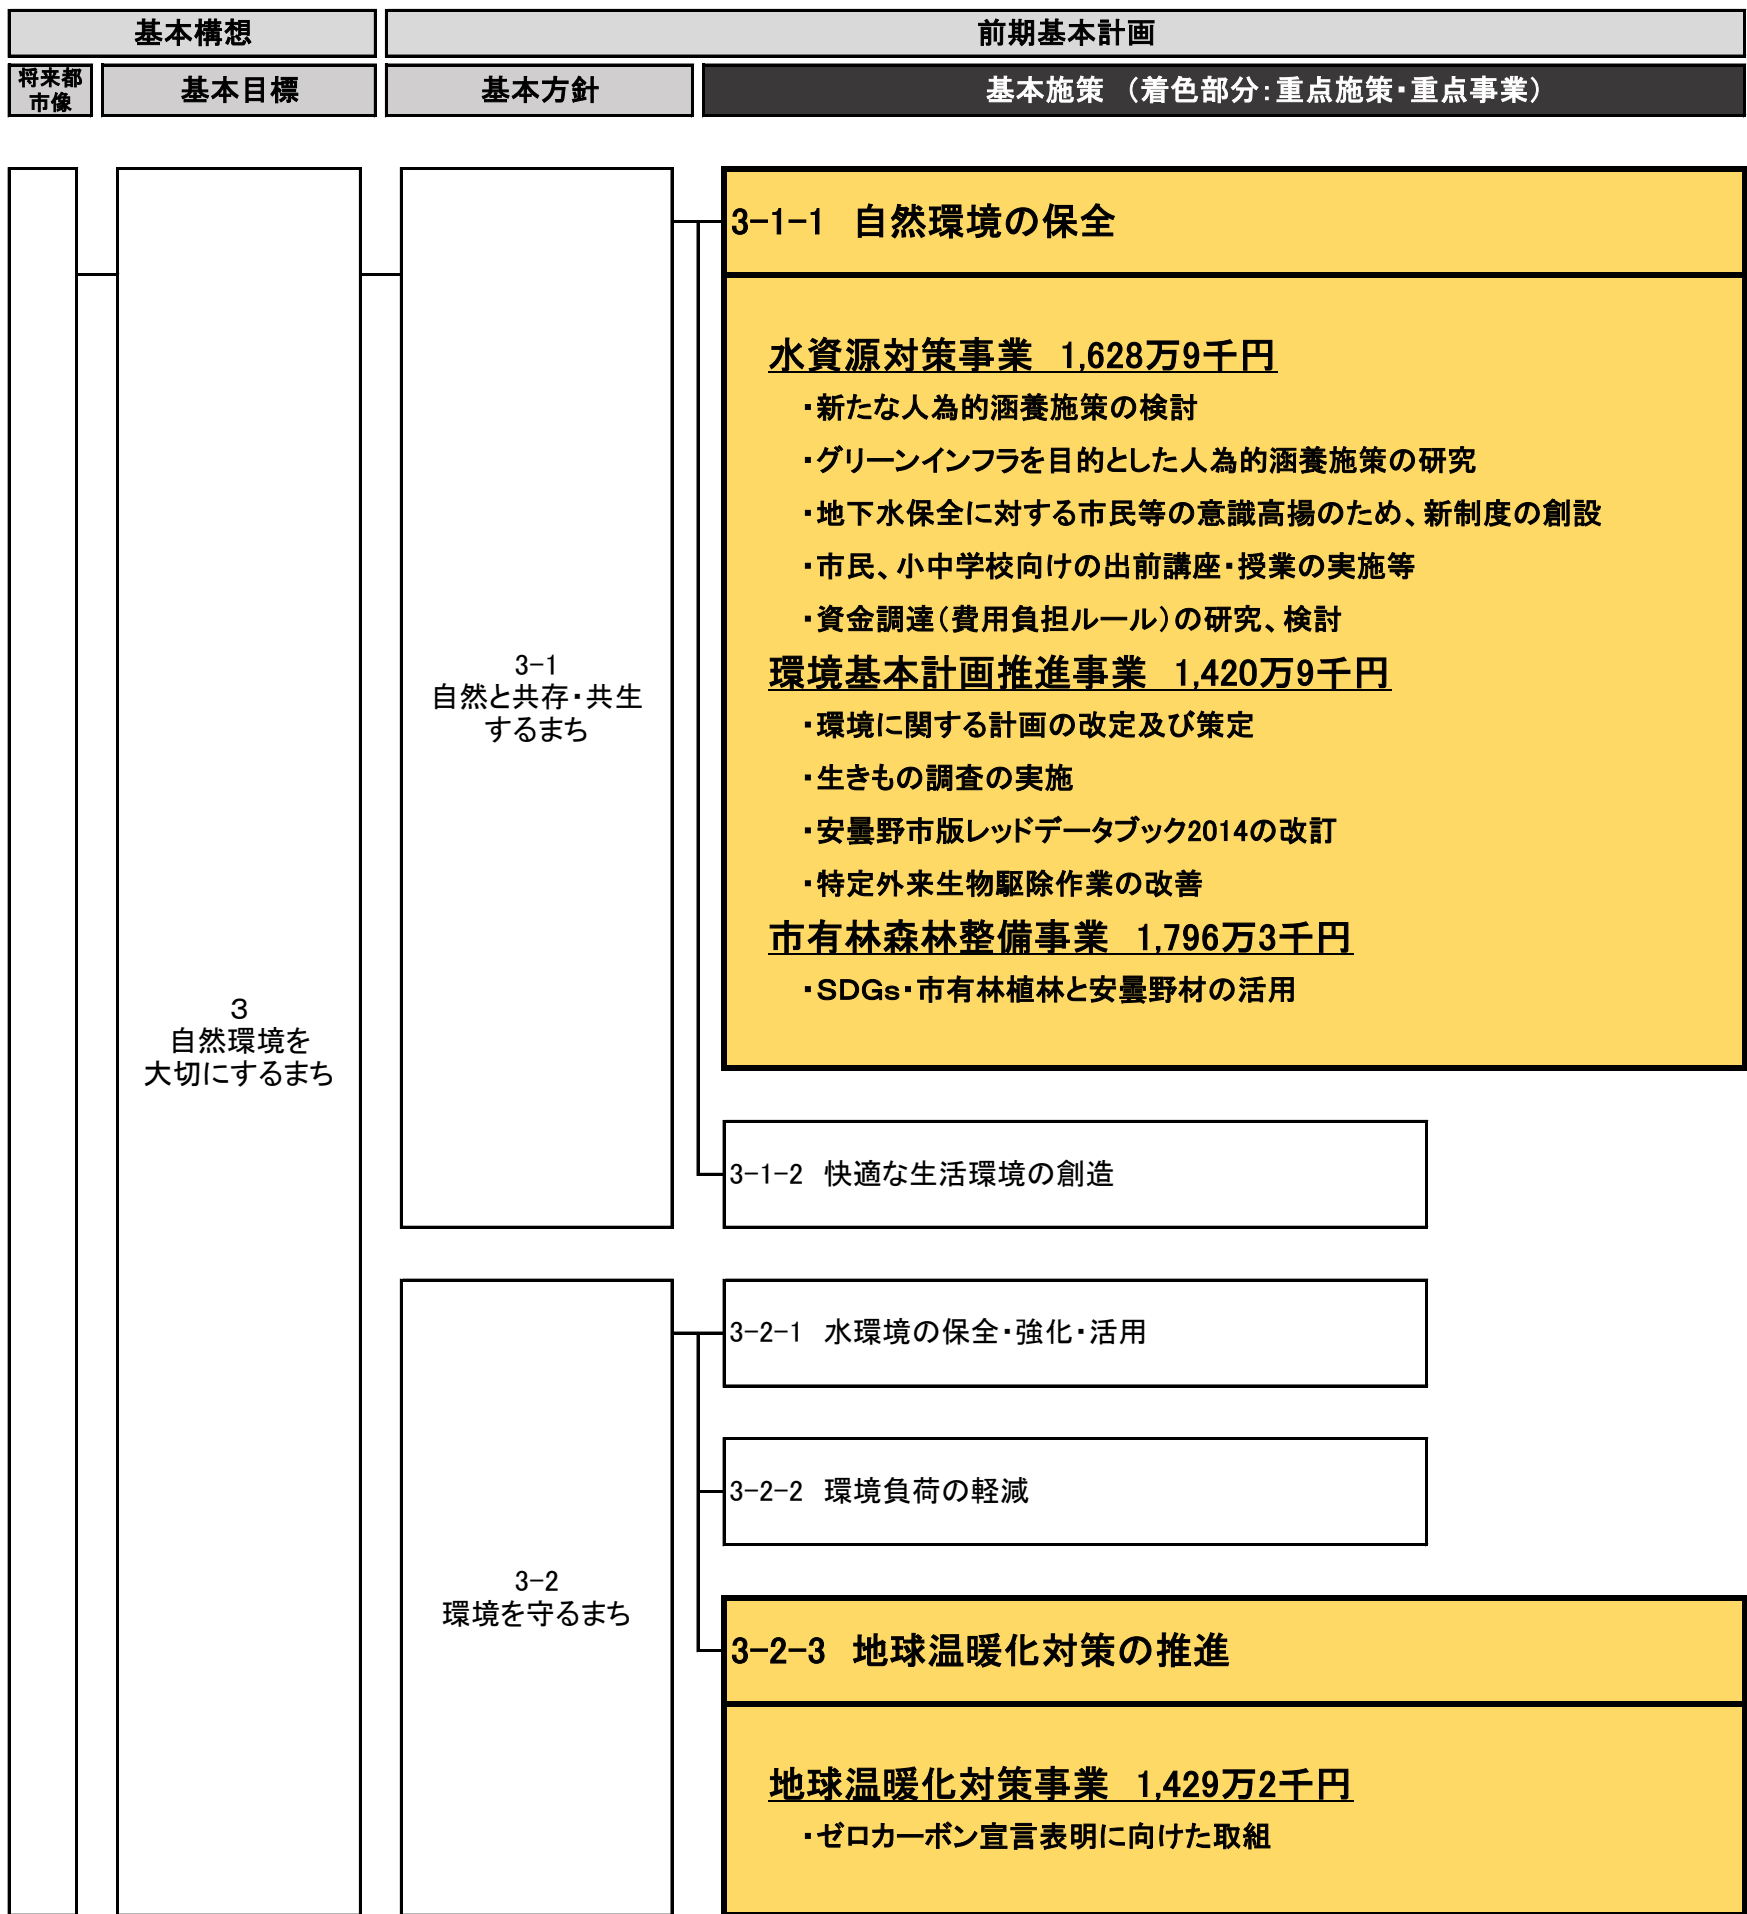 基本構想
前期基本計画
将来都
市像
基本目標
基本方針
基本施策 （着色部分：重点施策・重点事業）
3
自然環境を
大切にするまち
3-1
自然と共存・共生
するまち
3-1-1 自然環境の保全
水資源対策事業 1,628万9千円
・新たな人為的涵養施策の検討
・グリーンインフラを目的とした人為的涵養施策の研究
・地下水保全に対する市民等の意識高揚のため、新制度の創設
・市民、小中学校向けの出前講座・授業の実施等
・資金調達（費用負担ルール）の研究、検討
環境基本計画推進事業 1,420万9千円
・環境に関する計画の改定及び策定
・生きもの調査の実施
・安曇野市版レッドデータブック2014の改訂
・特定外来生物駆除作業の改善
市有林森林整備事業 1,796万3千円
・SDGs・市有林植林と安曇野材の活用
3-1-2 快適な生活環境の創造
3-2
環境を守るまち
3-2-1 水環境の保全・強化・活用
3-2-2 環境負荷の軽減
3-2-3 地球温暖化対策の推進
地球温暖化対策事業 1,429万2千円
・ゼロカーボン宣言表明に向けた取組